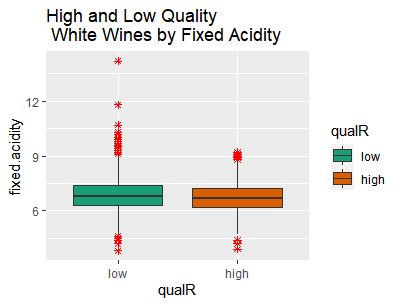 High and Low Quality
White Wines by Fixed Acidity
fixed.acidity
12
9
6
low
high
qualR
qualR
low
high